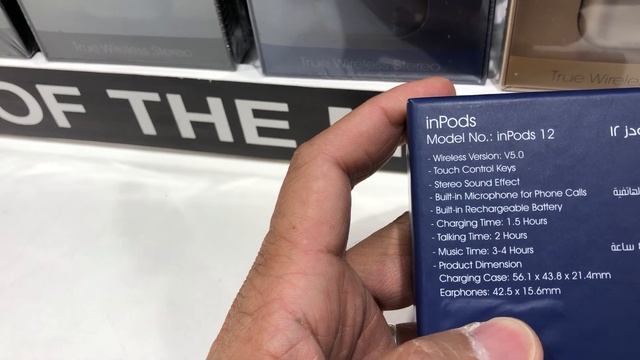 True Wireless Stereo
True Wireless Stereo
True Wirele
OF THE
inPods
Model No.: inPods 12
- Wireless Version: V5.0
- Touch Control Keys
- Stereo Sound Effect
- Built-in Microphone for Phone Calls
- Built-in Rechargeable Battery
- Charging Time: 1.5 Hours
- Talking Time: 2 Hours
- Music Time: 3-4 Hours
- Product Dimension
Charging Case: 56.1 x 43.8 x 21.4mm
Earphones: 42.5 x 15.6mm
١٢
الهاتفية
ساعة